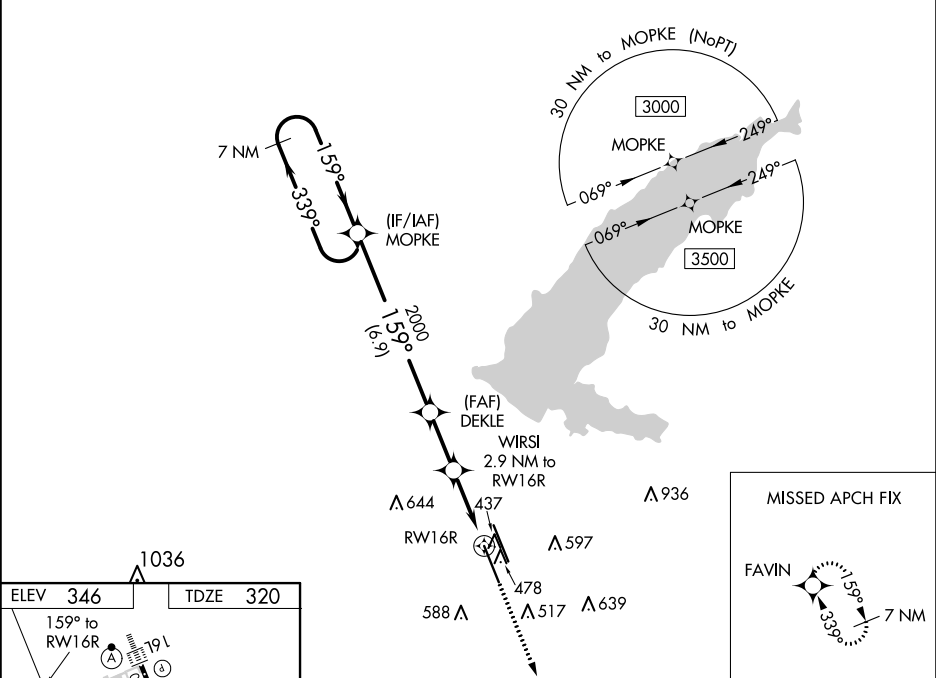 30 NM to MOPKE (NoPT)
3000
MOPKE
249°
069°
249°
069°
MOPKE
3500
30 NM to MOPKE
7 NM
159°
339°
(IF/IAF)
MOPKE
2000
159°
(6.9)
(FAF)
DEKLE
WIRSI
2.9 NM to
RW16R
644
437
936
RW16R
597
478
1036
588
517
639
MISSED APCH FIX
FAVIN
159°
339°
7 NM
ELEV 346
TDZE 320
159° to
RW16R
A
16L
P